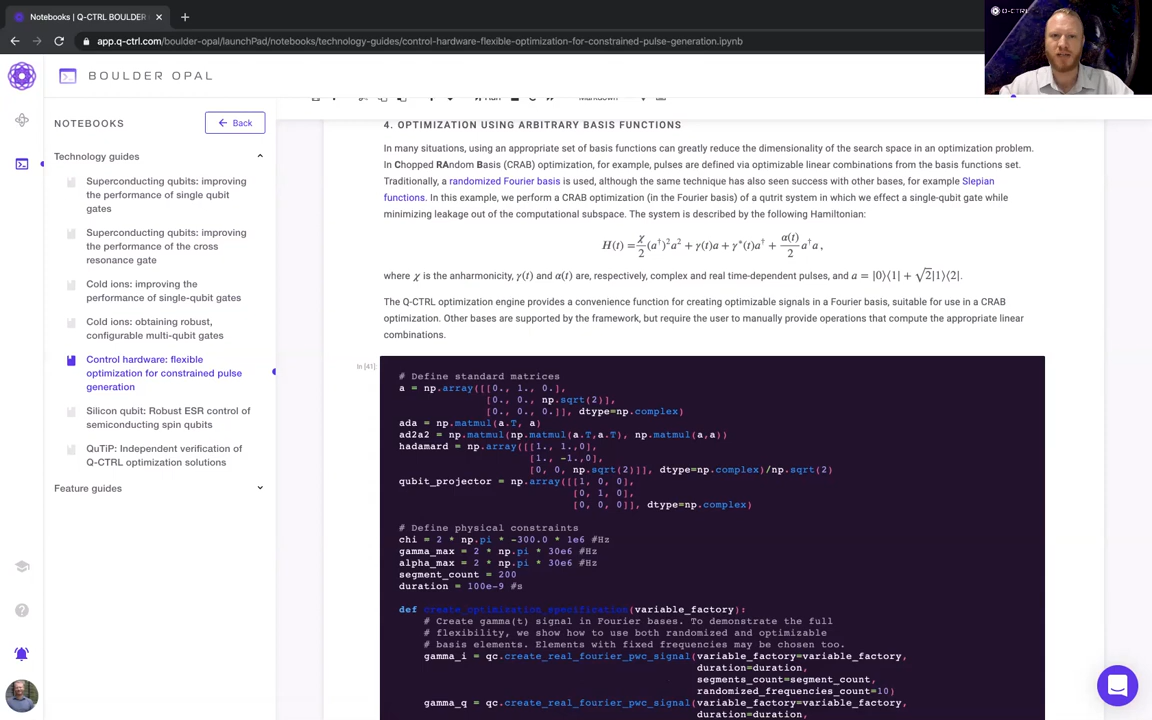 Notebooks | Q-CTRL BOULDER
app.q-ctrl.com/boulder-opal/launchPad/notebooks/technology-guides/control-hardware-flexible-optimization-for-constrained-pulse-generation.ipynb
Q-CTRL
BOULDER OPAL
NOTEBOOKS
Back
Technology guides
Superconducting qubits: improving
the performance of single qubit
gates
Superconducting qubits: improving
the performance of the cross
resonance gate
Cold ions: improving the
performance of single-qubit gates
Cold ions: obtaining robust,
configurable multi-qubit gates
Control hardware: flexible
optimization for constrained pulse
generation
Silicon qubit: Robust ESR control of
semiconducting spin qubits
QuTiP: Independent verification of
Q-CTRL optimization solutions
Feature guides
4. OPTIMIZATION USING ARBITRARY BASIS FUNCTIONS
In many situations, using an appropriate set of basis functions can greatly reduce the dimensionality of the search space in an optimization problem.
In Chopped RAndom Basis (CRAB) optimization, for example, pulses are defined via optimizable linear combinations from the basis functions set.
Traditionally, a randomized Fourier basis is used, although the same technique has also seen success with other bases, for example Slepian
functions. In this example, we perform a CRAB optimization (in the Fourier basis) of a qutrit system in which we effect a single-qubit gate while
minimizing leakage out of the computational subspace. The system is described by the following Hamiltonian:
H(t) = χ/2 (a†)²a² + γ(t)a + γ*(t)a† + α(t)/2 a†a ,
where χ is the anharmonicity, γ(t) and α(t) are, respectively, complex and real time-dependent pulses, and a = |0⟩⟨1| + √2|1⟩⟨2|.
The Q-CTRL optimization engine provides a convenience function for creating optimizable signals in a Fourier basis, suitable for use in a CRAB
optimization. Other bases are supported by the framework, but require the user to manually provide operations that compute the appropriate linear
combinations.
In [41]
# Define standard matrices
a = np.array([[0., 1., 0.],
[0., 0., np.sqrt(2)],
[0., 0., 0.]], dtype=np.complex)
ada = np.matmul(a.T, a)
ad2a2 = np.matmul(np.matmul(a.T,a.T), np.matmul(a,a))
hadamard = np.array([[1., 1.,0],
[1., -1.,0],
[0, 0, np.sqrt(2)]], dtype=np.complex)/np.sqrt(2)
qubit_projector = np.array([[1, 0, 0],
[0, 1, 0],
[0, 0, 0]], dtype=np.complex)
# Define physical constraints
chi = 2 * np.pi * -300.0 * 1e6 #Hz
gamma_max = 2 * np.pi * 30e6 #Hz
alpha_max = 2 * np.pi * 30e6 #Hz
segment_count = 200
duration = 100e-9 #s
def create_optimization_specification(variable_factory):
# Create gamma(t) signal in Fourier bases. To demonstrate the full
# flexibility, we show how to use both randomized and optimizable
# basis elements. Elements with fixed frequencies may be chosen too.
gamma_i = qc.create_real_fourier_pwc_signal(variable_factory=variable_factory,
duration=duration,
segments_count=segment_count,
randomized_frequencies_count=10)
gamma_q = qc.create_real_fourier_pwc_signal(variable_factory=variable_factory,
duration=duration,